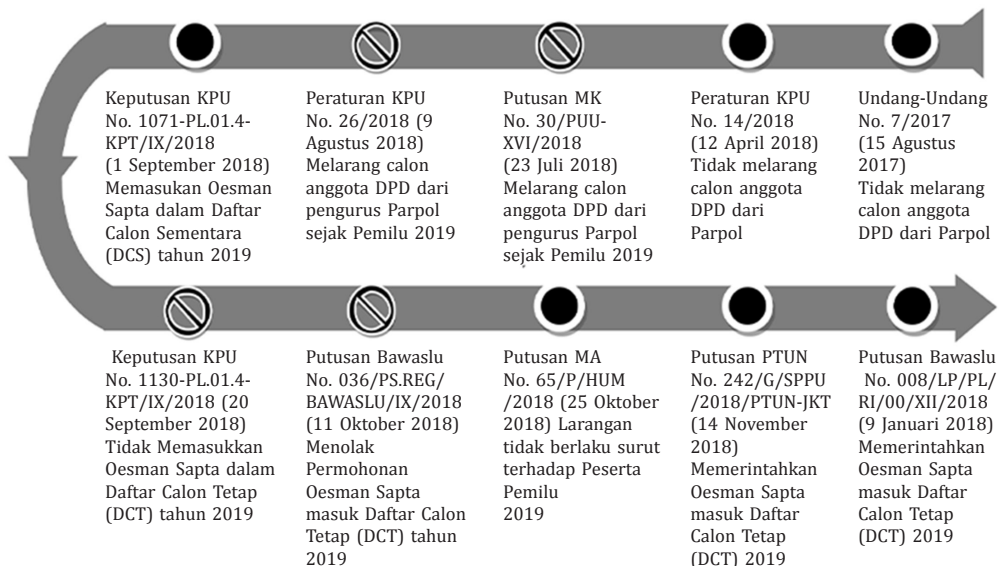 Keputusan KPU
No. 1071-PL.01.4-
KPT/IX/2018
(1 September 2018)
Memasukan Oesman
Sapta dalam Daftar
Calon Sementara
(DCS) tahun 2019
Peraturan KPU
No. 26/2018 (9
Agustus 2018)
Melarang calon
anggota DPD dari
pengurus Parpol
sejak Pemilu 2019
Putusan MK
No. 30/PUU-
XVI/2018
(23 Juli 2018)
Melarang calon
anggota DPD dari
pengurus Parpol
sejak Pemilu 2019
Peraturan KPU
No. 14/2018
(12 April 2018)
Tidak melarang
calon anggota
DPD dari
Parpol
Undang-Undang
No. 7/2017
(15 Agustus
2017)
Tidak melarang
calon anggota
DPD dari Parpol
Keputusan KPU
No. 1130-PL.01.4-
KPT/IX/2018 (20
September 2018)
Tidak Memasukkan
Oesman Sapta dalam
Daftar Calon Tetap
(DCT) tahun 2019
Putusan Bawaslu
No. 036/PS.REG/
BAWASLU/IX/2018
(11 Oktober 2018)
Menolak
Permohonan
Oesman Sapta
masuk Daftar Calon
Tetap (DCT) tahun
2019
Putusan MA
No. 65/P/HUM
/2018 (25 Oktober
2018) Larangan
tidak berlaku surut
terhadap Peserta
Pemilu
2019
Putusan PTUN
No. 242/G/SPPU
/2018/PTUN-JKT
(14 November
2018)
Memerintahkan
Oesman Sapta
masuk Daftar
Calon Tetap
(DCT) 2019
Putusan Bawaslu
No. 008/LP/PL/
RI/00/XII/2018
(9 Januari 2018)
Memerintahkan
Oesman Sapta
masuk Daftar
Calon Tetap
(DCT) 2019